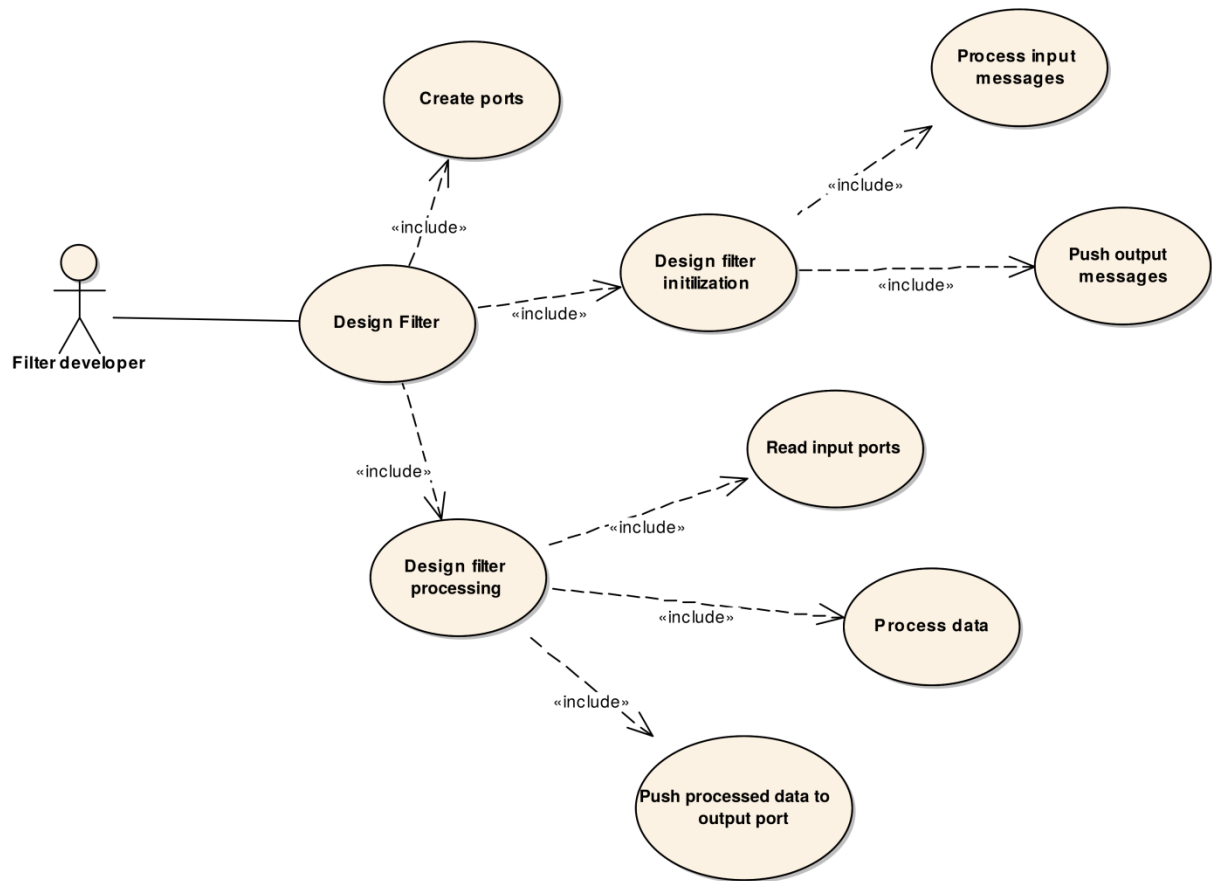 Process input
messages
Create ports
«include»
«include»
Design filter
initilization
Push output
messages
«include»
Filter developer
Design Filter
«include»
Read input ports
«include»
«include»
Design filter
processing
Process data
«include»
«include»
Push processed data to
output port